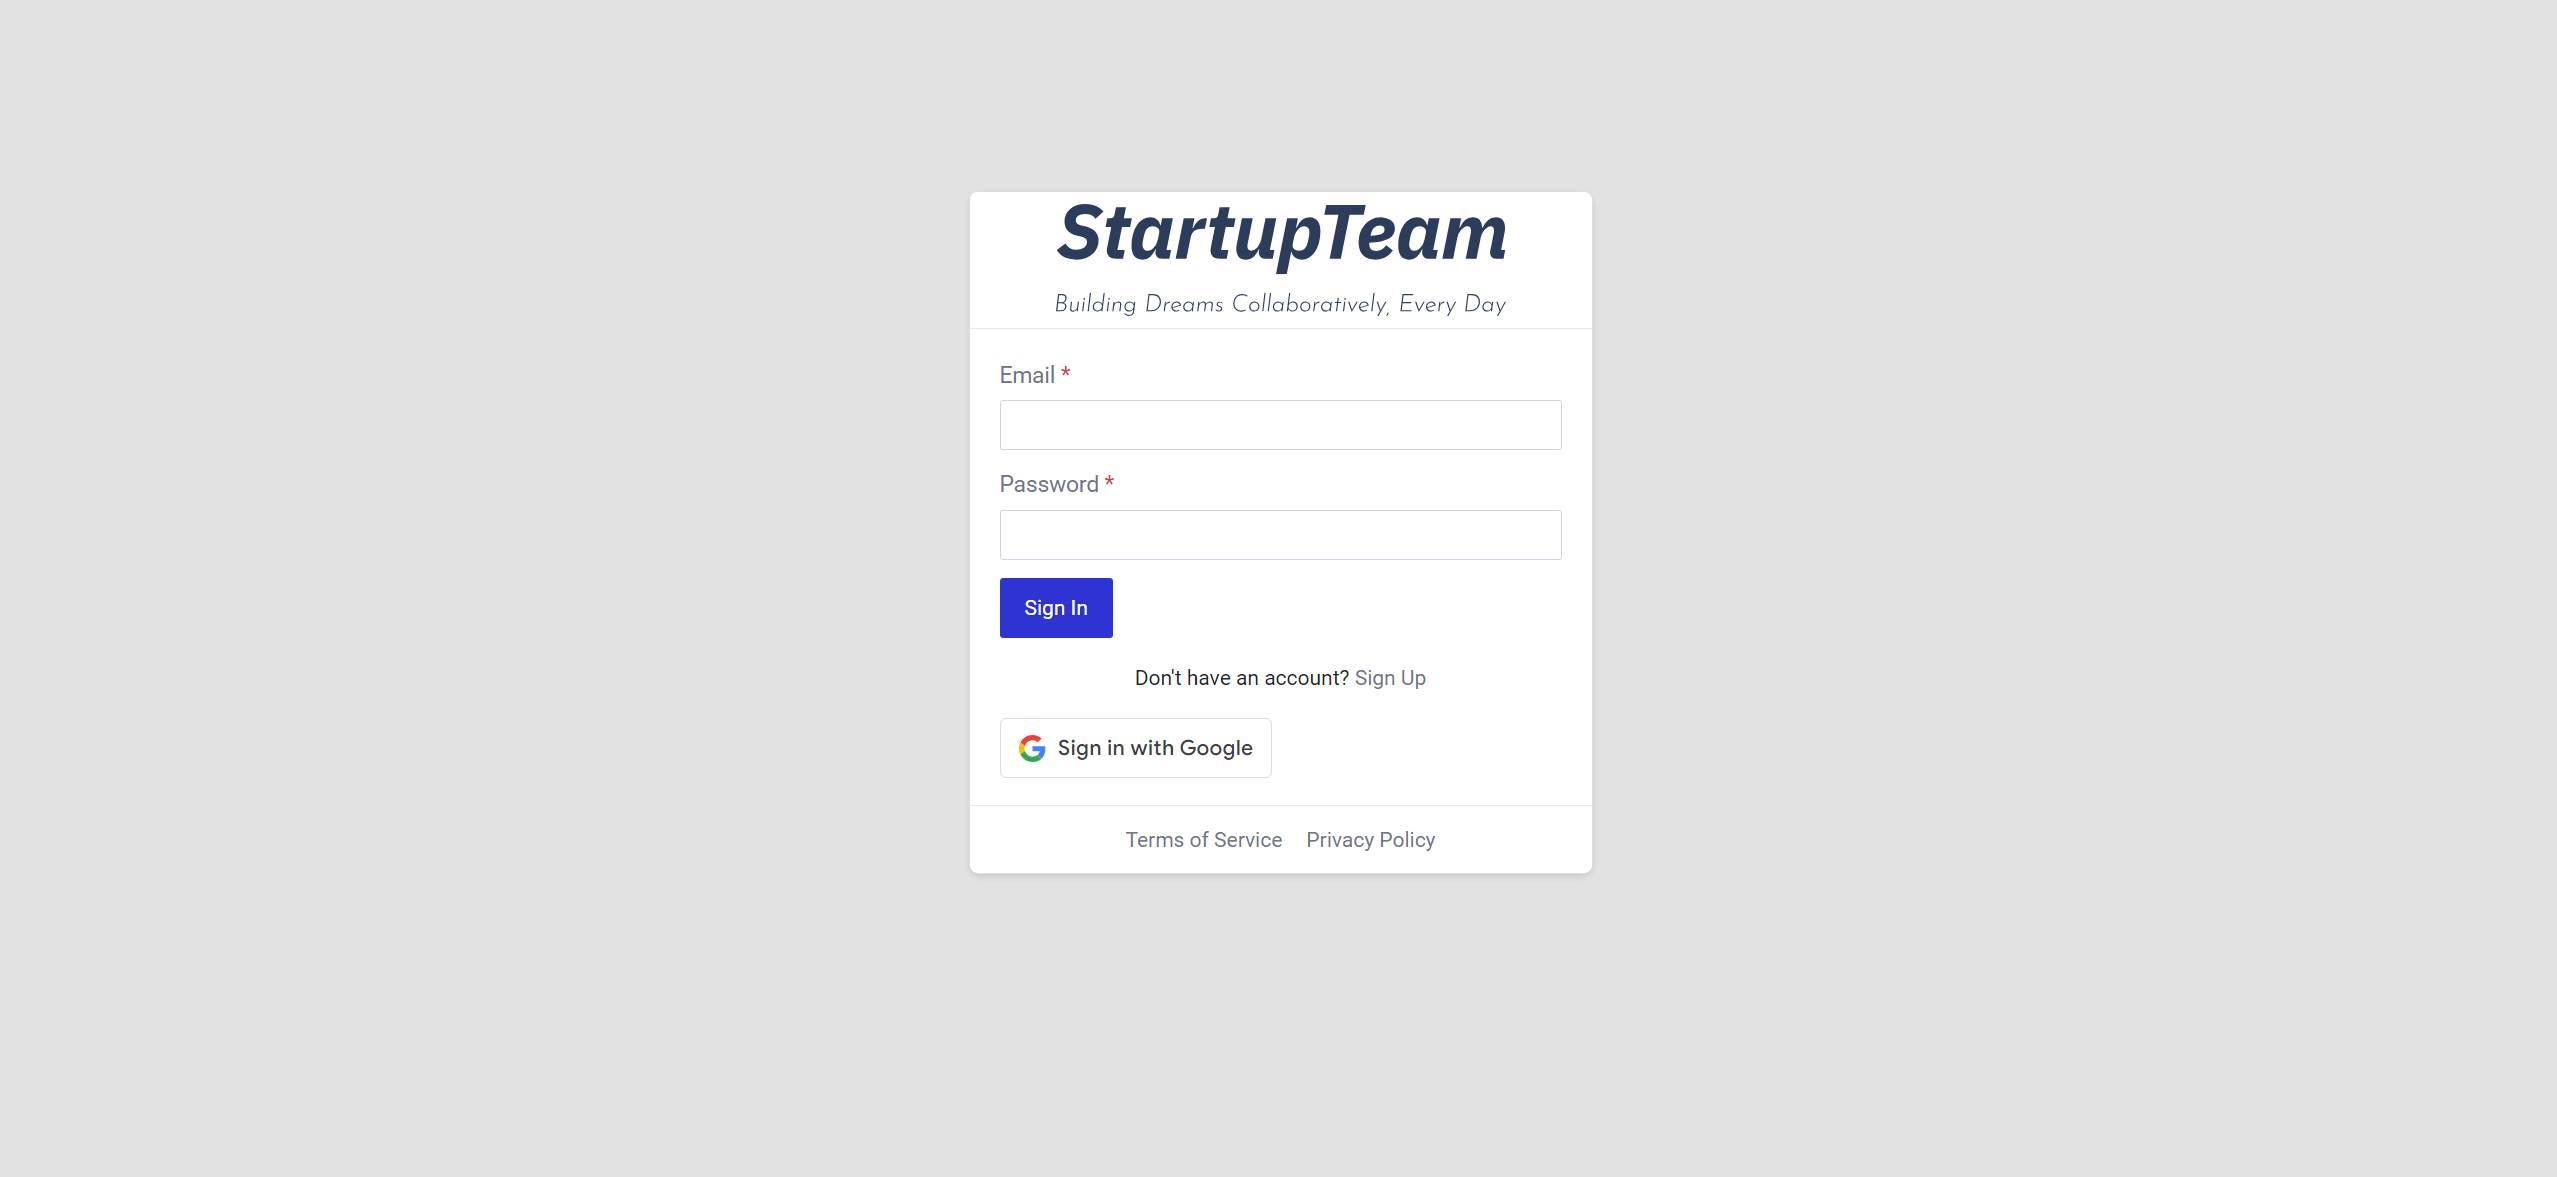 StartupTeam
Building Dreams Collaboratively, Every Day
Email *
Password *
Sign In
Don't have an account? Sign Up
Sign in with Google
Terms of Service Privacy Policy